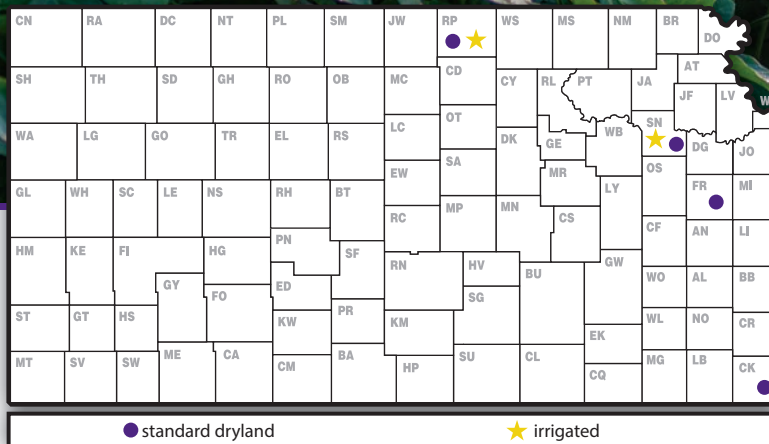 CN RA DC NT PL SM JW RP WS MS NM BR DO
SH TH SD GH RO OB MC CD CY RL PT JA AT
JF LV W
WA LG GO TR EL RS LC OT DK GE WB SN DG JO
EW SA MR OS
GL WH SC LE NS RH BT RC MP MN CS LY FR MI
HM KE FI HG PN SF RN HV BU GW CF AN LI
GY FO ED SG WO AL BB
ST GT HS KW PR KM EK WL NO CR
MT SV SW ME CA CM BA HP SU CL CQ MG LB CK
standard dryland irrigated